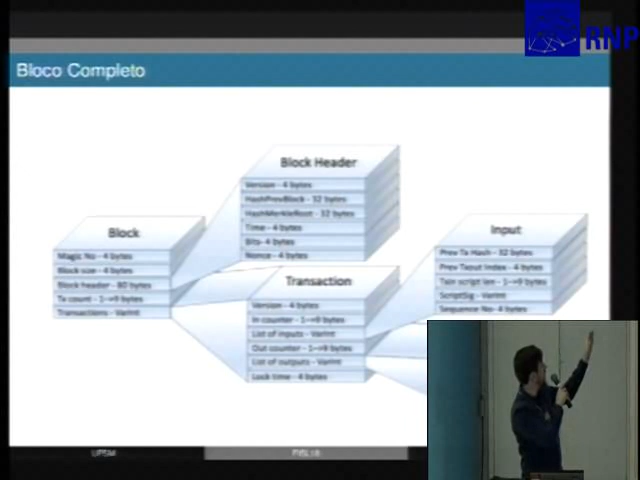 RNP
Bloco Completo
Block Header
Version - 4 bytes
HashPrevBlock - 32 bytes
HashMerkleRoot - 32 bytes
Time - 4 bytes
Bits- 4 bytes
Nonce - 4 bytes
Block
Magic No - 4 bytes
Block size - 4 bytes
Block header - 80 bytes
Tx count - 1->9 bytes
Transactions - VarInt
Transaction
Version - 4 bytes
In counter - 1->9 bytes
List of inputs - VarInt
Out counter - 1->9 bytes
List of outputs - VarInt
Lock time - 4 bytes
Input
Prev Tx Hash - 32 bytes
Prev Txout Index - 4 bytes
Txin script len - 1->9 bytes
ScriptSig - VarInt
Sequence No- 4 bytes
UFSM
FISL18